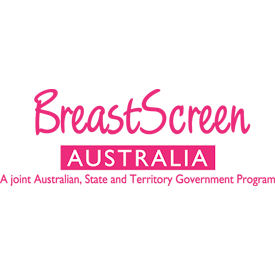 BreastScreen
AUSTRALIA
A joint Australian, State and Territory Government Program